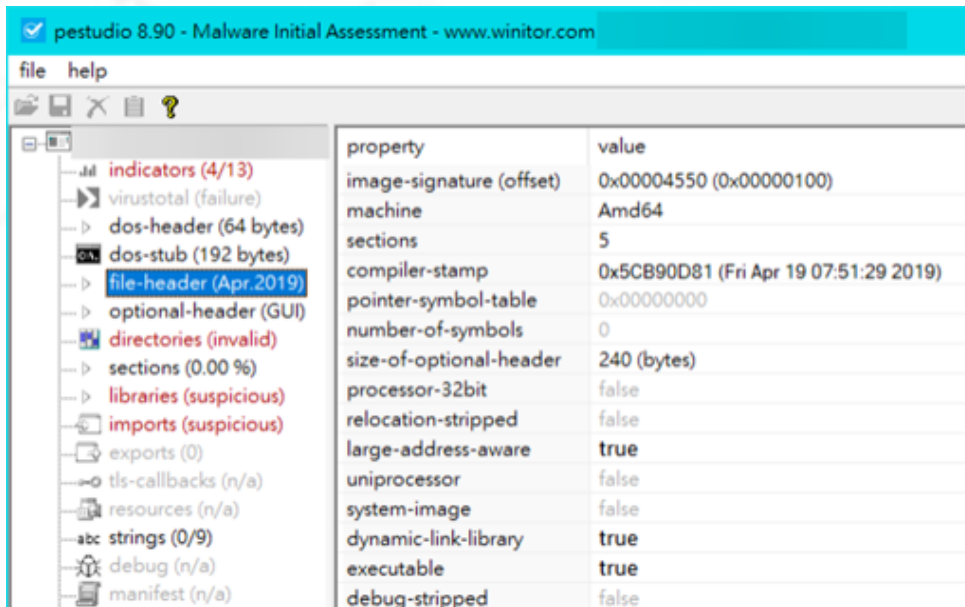 pestudio 8.90 - Malware Initial Assessment - www.winitor.com
file help
property value
indicators (4/13)
image-signature (offset) 0x00004550 (0x00000100)
virustotal (failure)
machine Amd64
dos-header (64 bytes)
sections 5
dos-stub (192 bytes)
compiler-stamp 0x5CB90D81 (Fri Apr 19 07:51:29 2019)
file-header (Apr.2019)
pointer-symbol-table 0x00000000
optional-header (GUI)
number-of-symbols 0
directories (invalid)
size-of-optional-header 240 (bytes)
sections (0.00 %)
processor-32bit false
libraries (suspicious)
relocation-stripped false
imports (suspicious)
large-address-aware true
exports (0)
uniprocessor false
tls-callbacks (n/a)
system-image false
resources (n/a)
dynamic-link-library true
abc strings (0/9)
executable true
debug (n/a)
debug-stripped false
manifest (n/a)